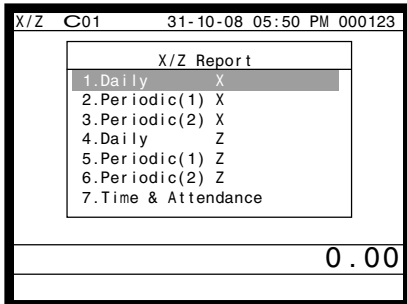 X/Z C01 31-10-08 05:50 PM 000123
X/Z Report
1.Daily X
2.Periodic(1) X
3.Periodic(2) X
4.Daily Z
5.Periodic(1) Z
6.Periodic(2) Z
7.Time & Attendance
0.00